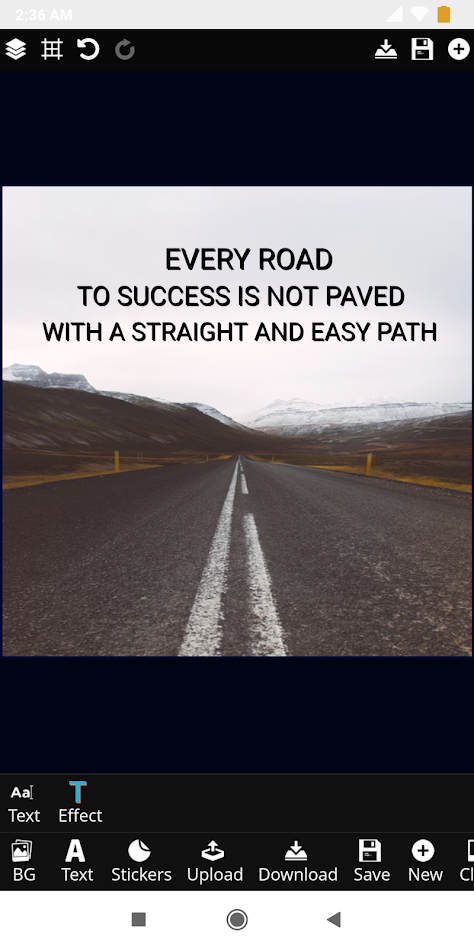 2:36 AM
EVERY ROAD
TO SUCCESS IS NOT PAVED
WITH A STRAIGHT AND EASY PATH
Aa
Text
T
Effect
BG
A
Text
Stickers
Upload
Download
Save
New